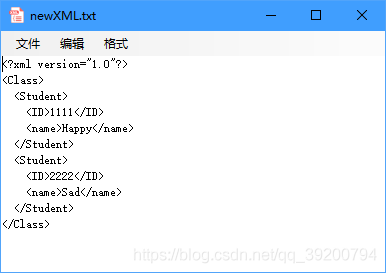 newXML.txt
文件 编辑 格式
<?xml version="1.0"?>
<Class>
  <Student>
    <ID>1111</ID>
    <name>Happy</name>
  </Student>
  <Student>
    <ID>2222</ID>
    <name>Sad</name>
  </Student>
</Class>
https://blog.csdn.net/qq_39200794